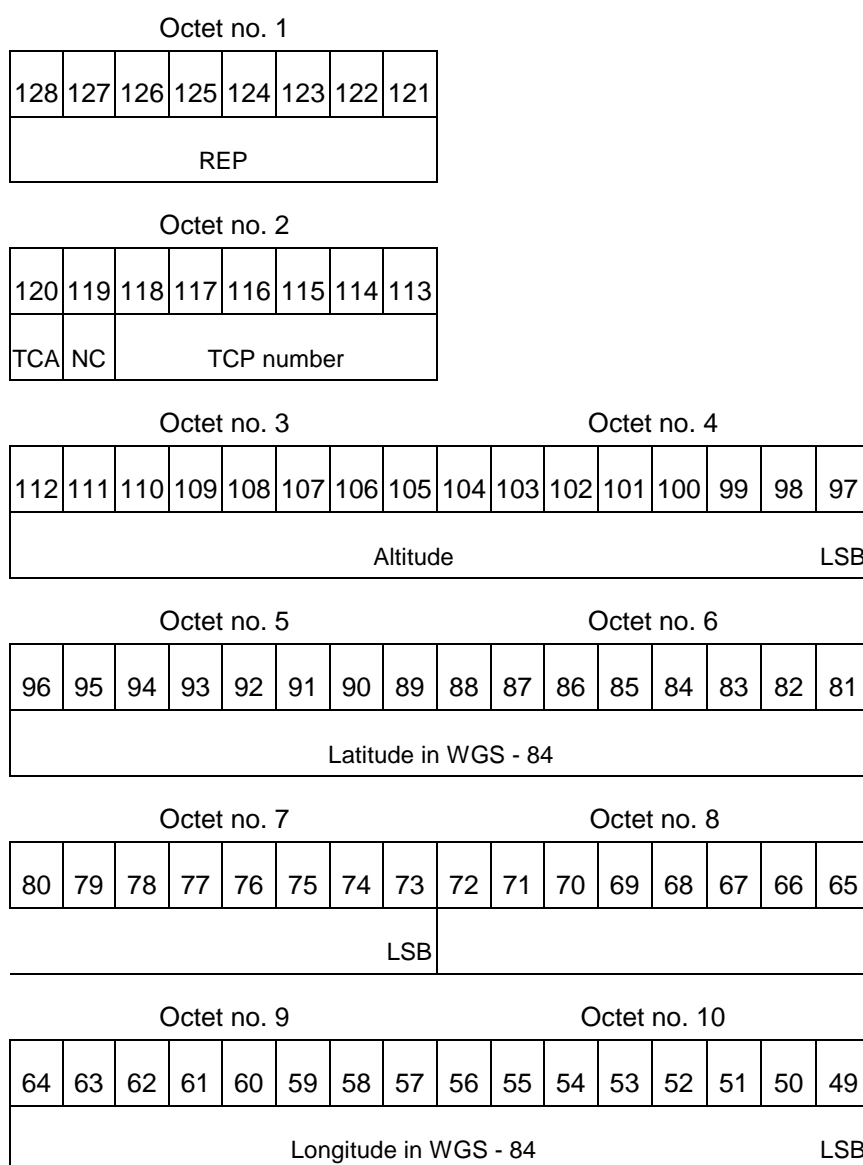 Octet no. 1
128 127 126 125 124 123 122 121
REP
Octet no. 2
120 119 118 117 116 115 114 113
TCA NC TCP number
Octet no. 3 Octet no. 4
112 111 110 109 108 107 106 105 104 103 102 101 100 99 98 97
Altitude LSB
Octet no. 5 Octet no. 6
96 95 94 93 92 91 90 89 88 87 86 85 84 83 82 81
Latitude in WGS - 84
Octet no. 7 Octet no. 8
80 79 78 77 76 75 74 73 72 71 70 69 68 67 66 65
LSB
Octet no. 9 Octet no. 10
64 63 62 61 60 59 58 57 56 55 54 53 52 51 50 49
Longitude in WGS - 84 LSB